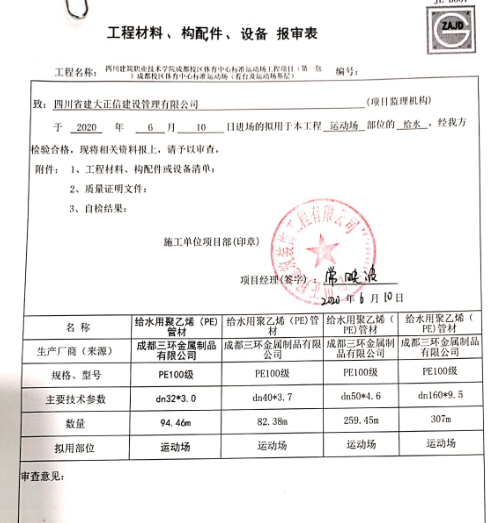 ZAJD
工程材料、构配件、设备 报审表
工程名称： 四川建筑职业技术学院成都校区体育中心标准运动场工程项目（第一包
）成都校区体育中心标准运动场（看台及运动场基层） 编号：
致：四川省建大正信建设管理有限公司 （项目监理机构）
于 2020 年 6 月 10 日进场的拟用于本工程 运动场 部位的 给水 ，经我方
检验合格，现将相关资料报上，请予以审查。
附件： 1、工程材料、构配件或设备清单：
2、质量证明文件：
3、自检结果：
施工单位项目部(印章)
项目经理(签字)：
2020 年 6 月 10 日
名 称 给水用聚乙烯（PE)管材 给水用聚乙烯（PE)管材 给水用聚乙烯（PE)管材 给水用聚乙烯（PE)管材
生产厂商（来源） 成都三环金属制品有限公司 成都三环金属制品有限公司 成都三环金属制品有限公司 成都三环金属制品有限公司
规格、型号 PE100级 PE100级 PE100级 PE100级
主要技术参数 dn32*3.0 dn40*3.7 dn50*4.6 dn160*9.5
数量 94.46m 82.38m 259.45m 307m
拟用部位 运动场 运动场 运动场 运动场
审查意见：